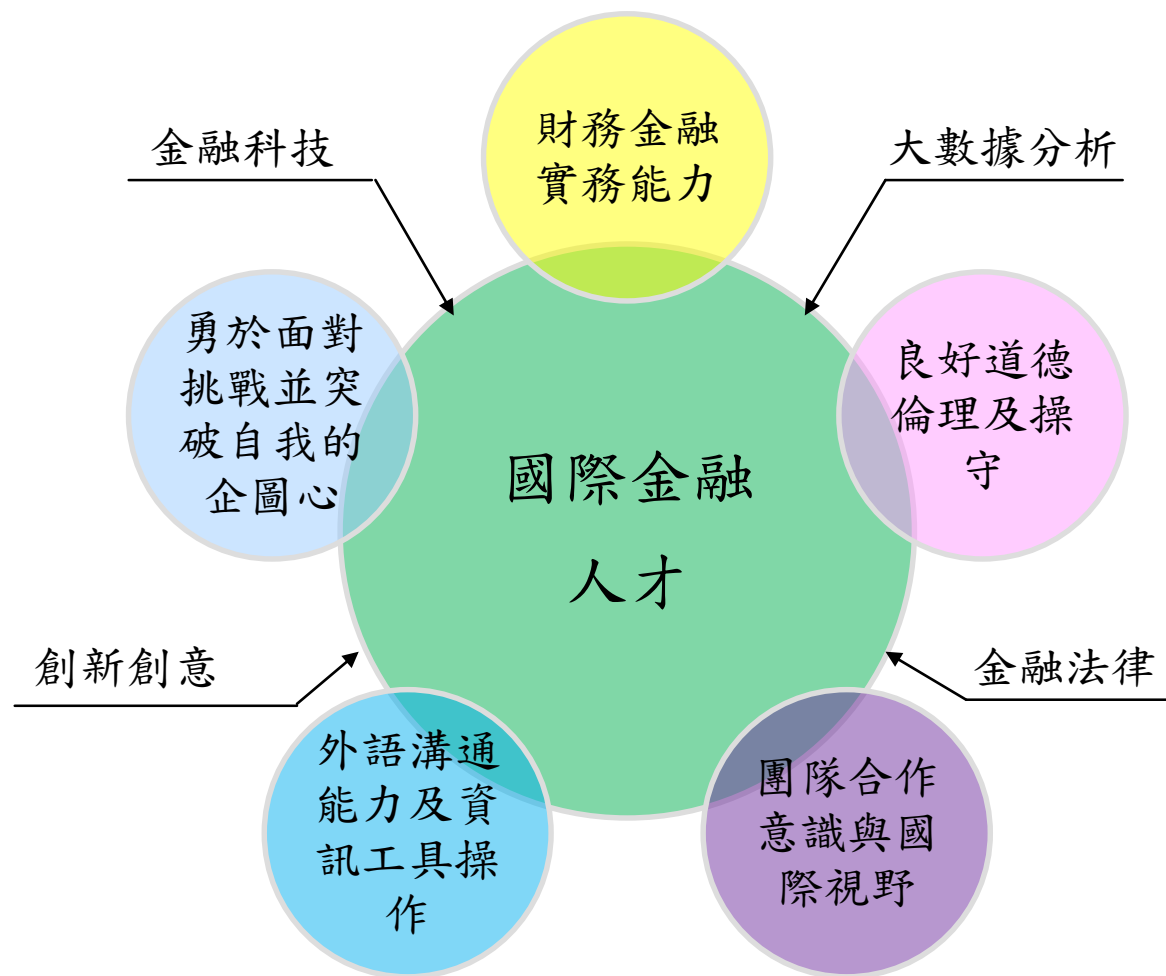 財務金融
實務能力
金融科技
大數據分析
勇於面對
挑戰並突
破自我的
企圖心
良好道德
倫理及操
守
國際金融
人才
創新創意
金融法律
外語溝通
能力及資
訊工具操
作
團隊合作
意識與國
際視野